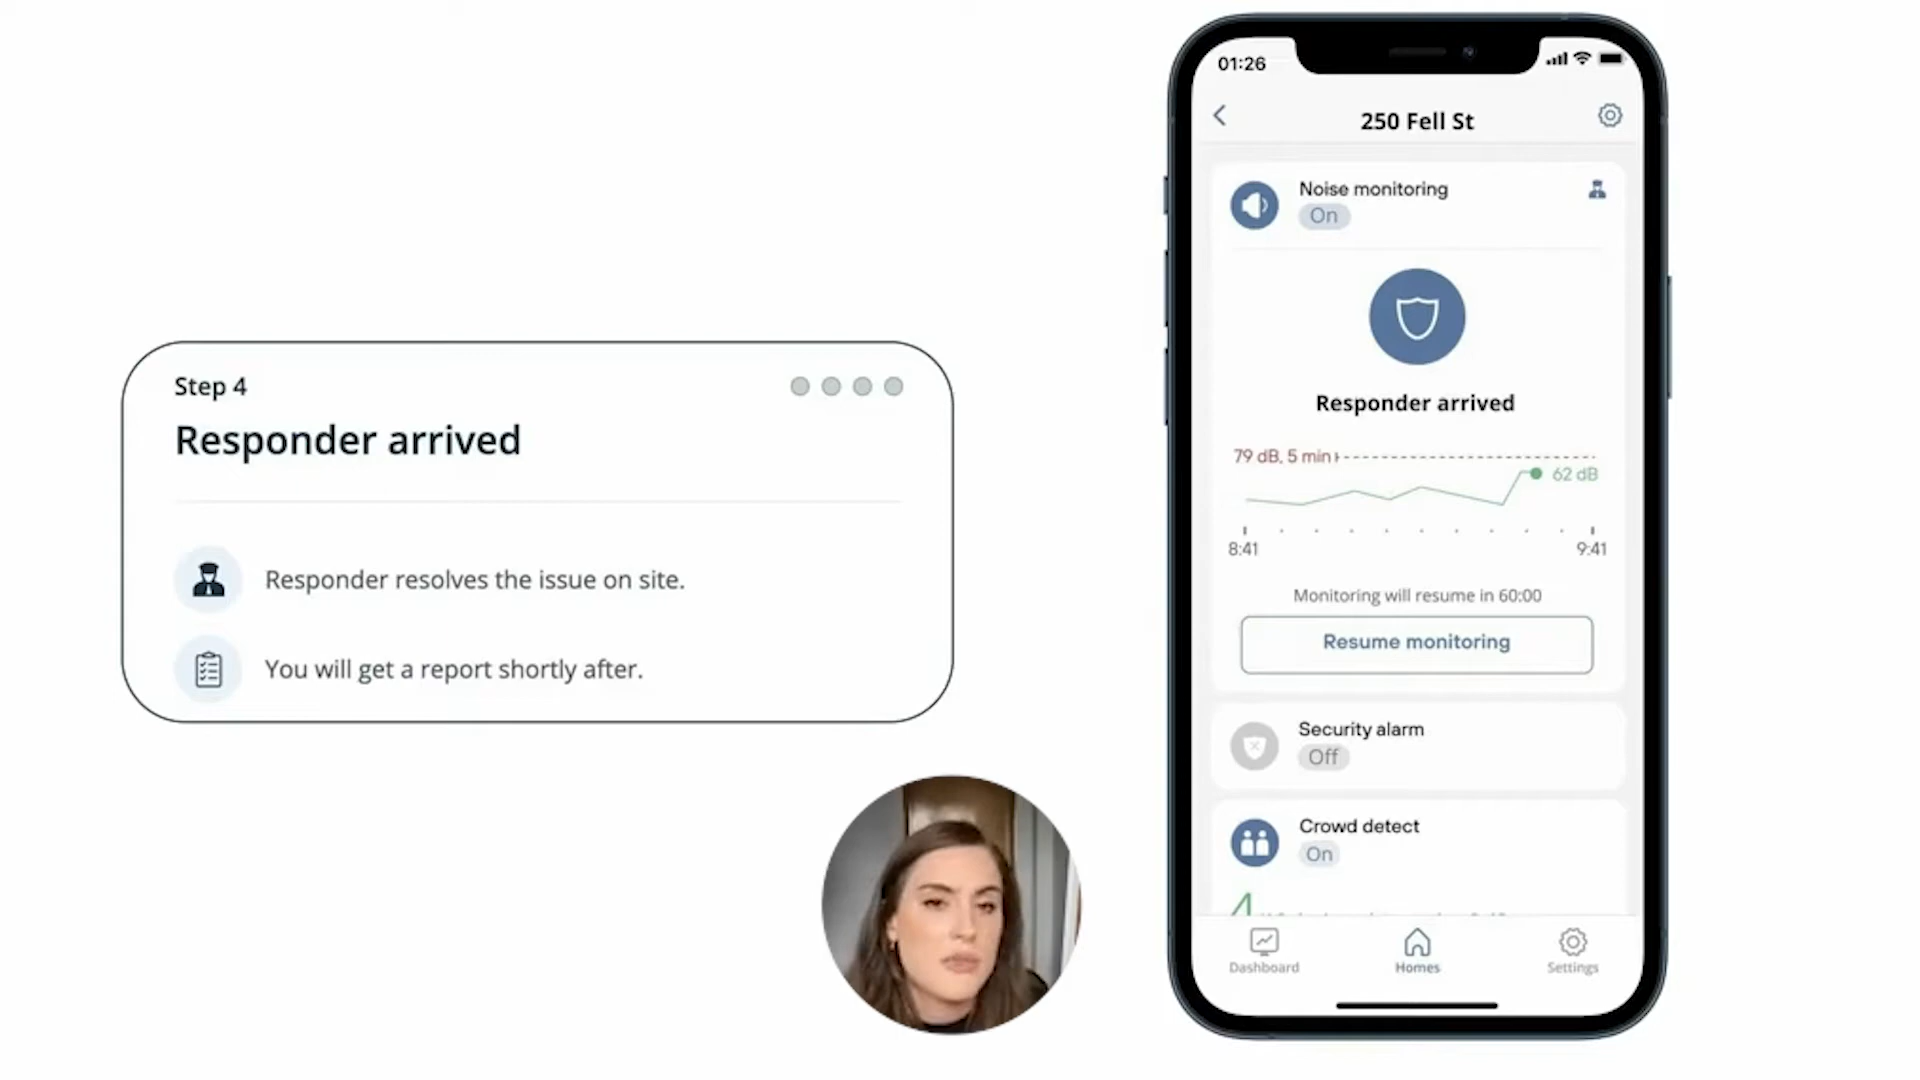 Step 4
Responder arrived
Responder resolves the issue on site.
You will get a report shortly after.
01:26
250 Fell St
Noise monitoring
On
Responder arrived
79 dB, 5 min
62 dB
8:41
9:41
Monitoring will resume in 60:00
Resume monitoring
Security alarm
Off
Crowd detect
On
Dashboard
Homes
Settings